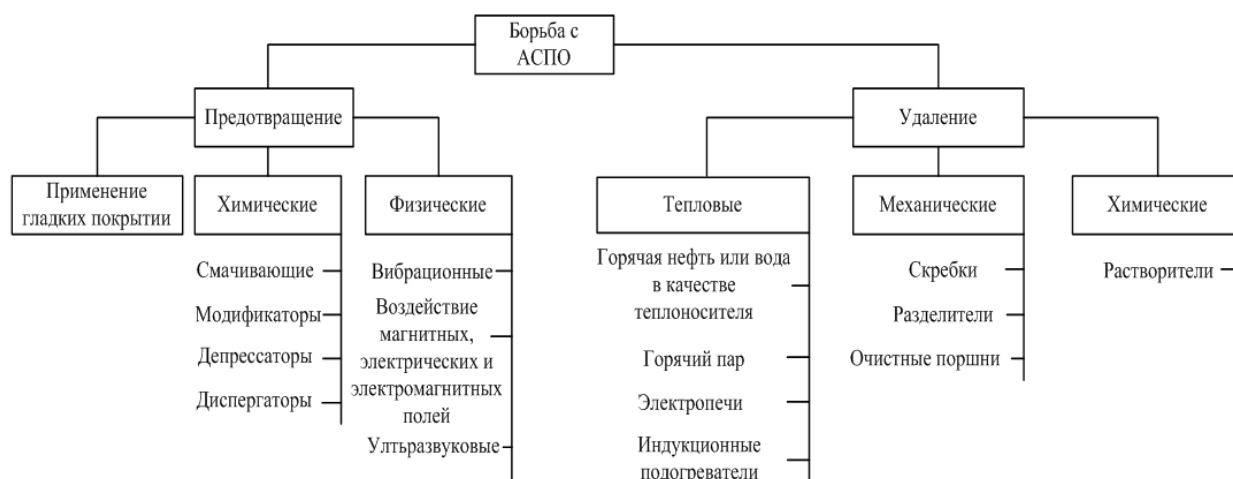 Борьба с
АСПО
Предотвращение
Удаление
Применение
гладких покрытии
Химические
Физические
Тепловые
Механические
Химические
Смачивающие
Модификаторы
Депрессаторы
Диспергаторы
Вибрационные
Воздействие
магнитных,
электрических и
электромагнитных
полей
Ултьразвуковые
Горячая нефть или вода
в качестве
теплоносителя
Горячий пар
Электропечи
Индукционные
подогреватели
Скребки
Разделители
Очистные поршни
Растворители